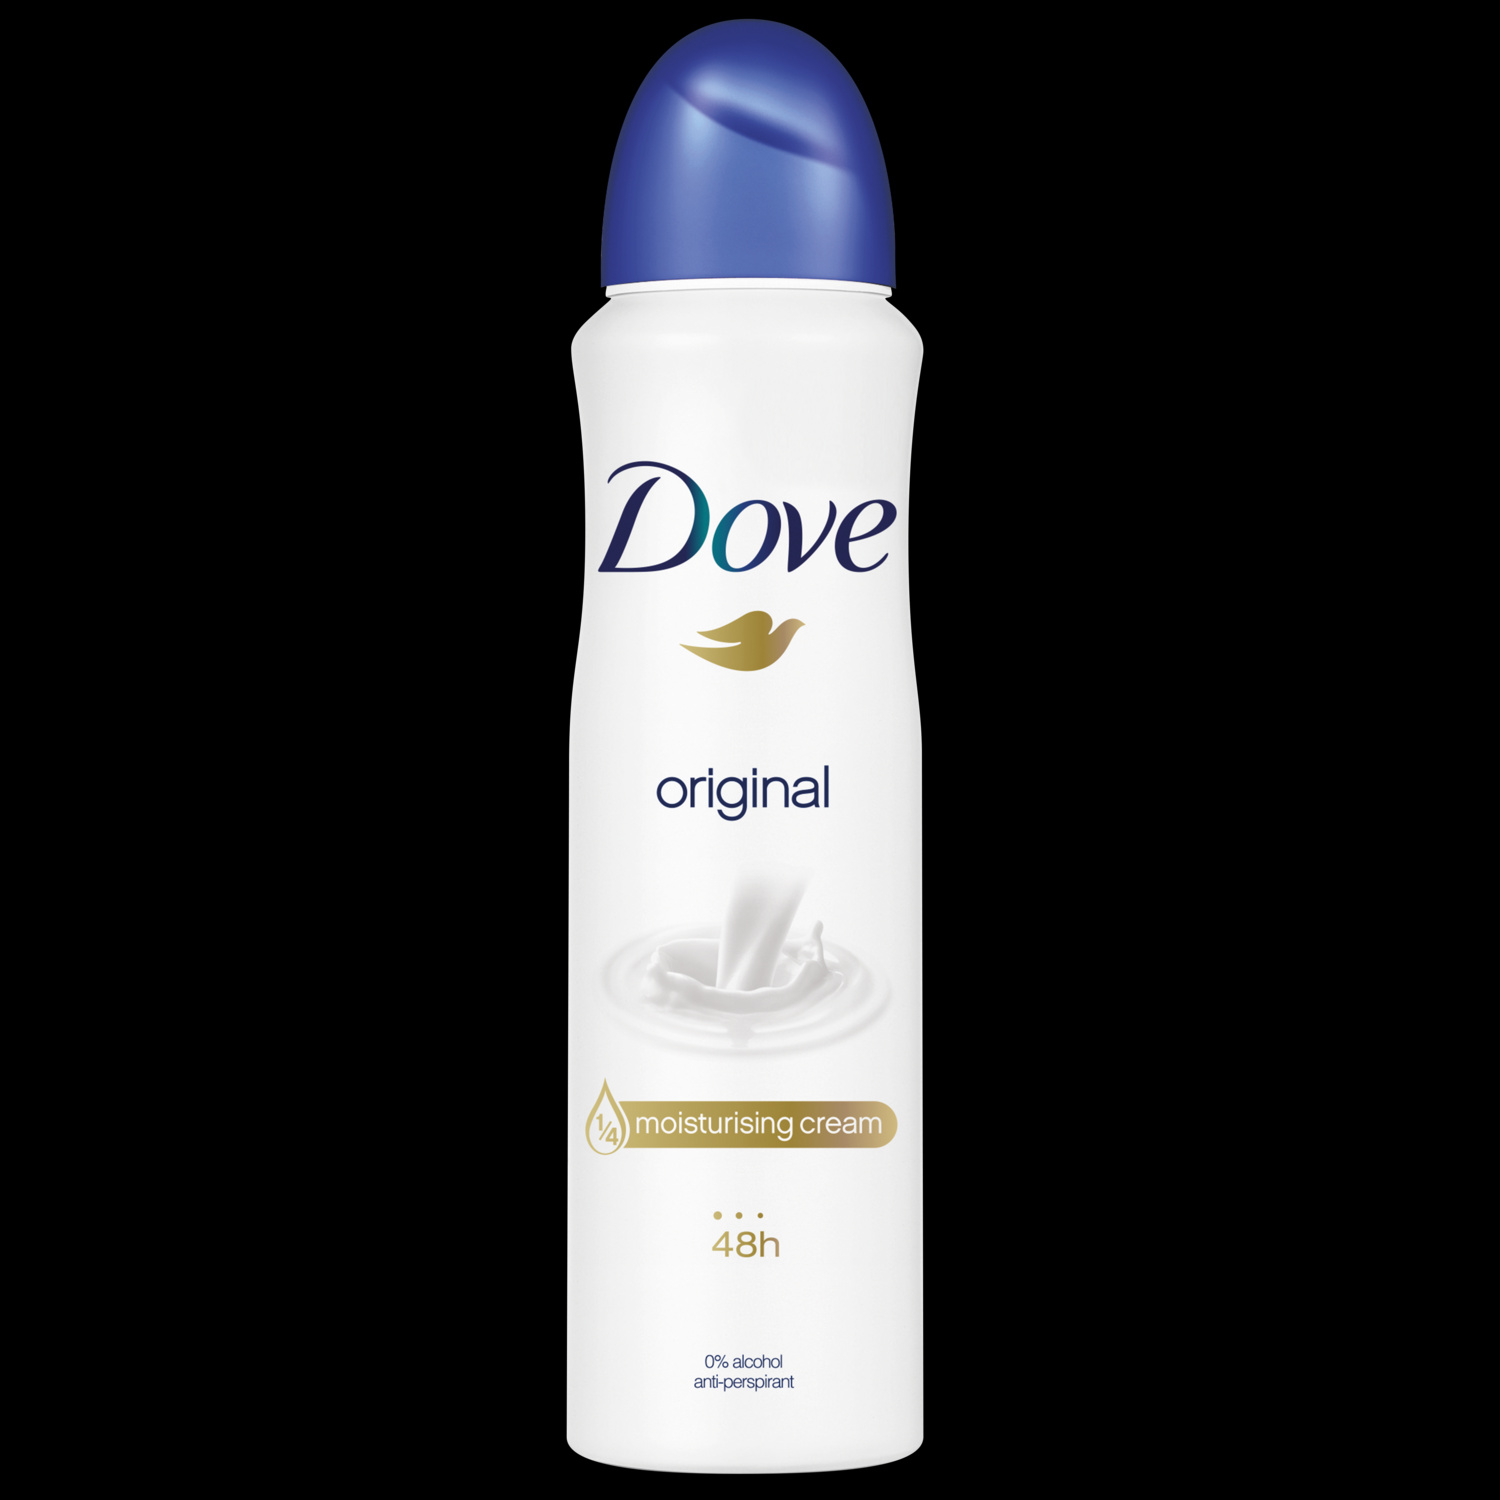 Dove
original
1/4 moisturising cream
48h
0% alcohol
anti-perspirant